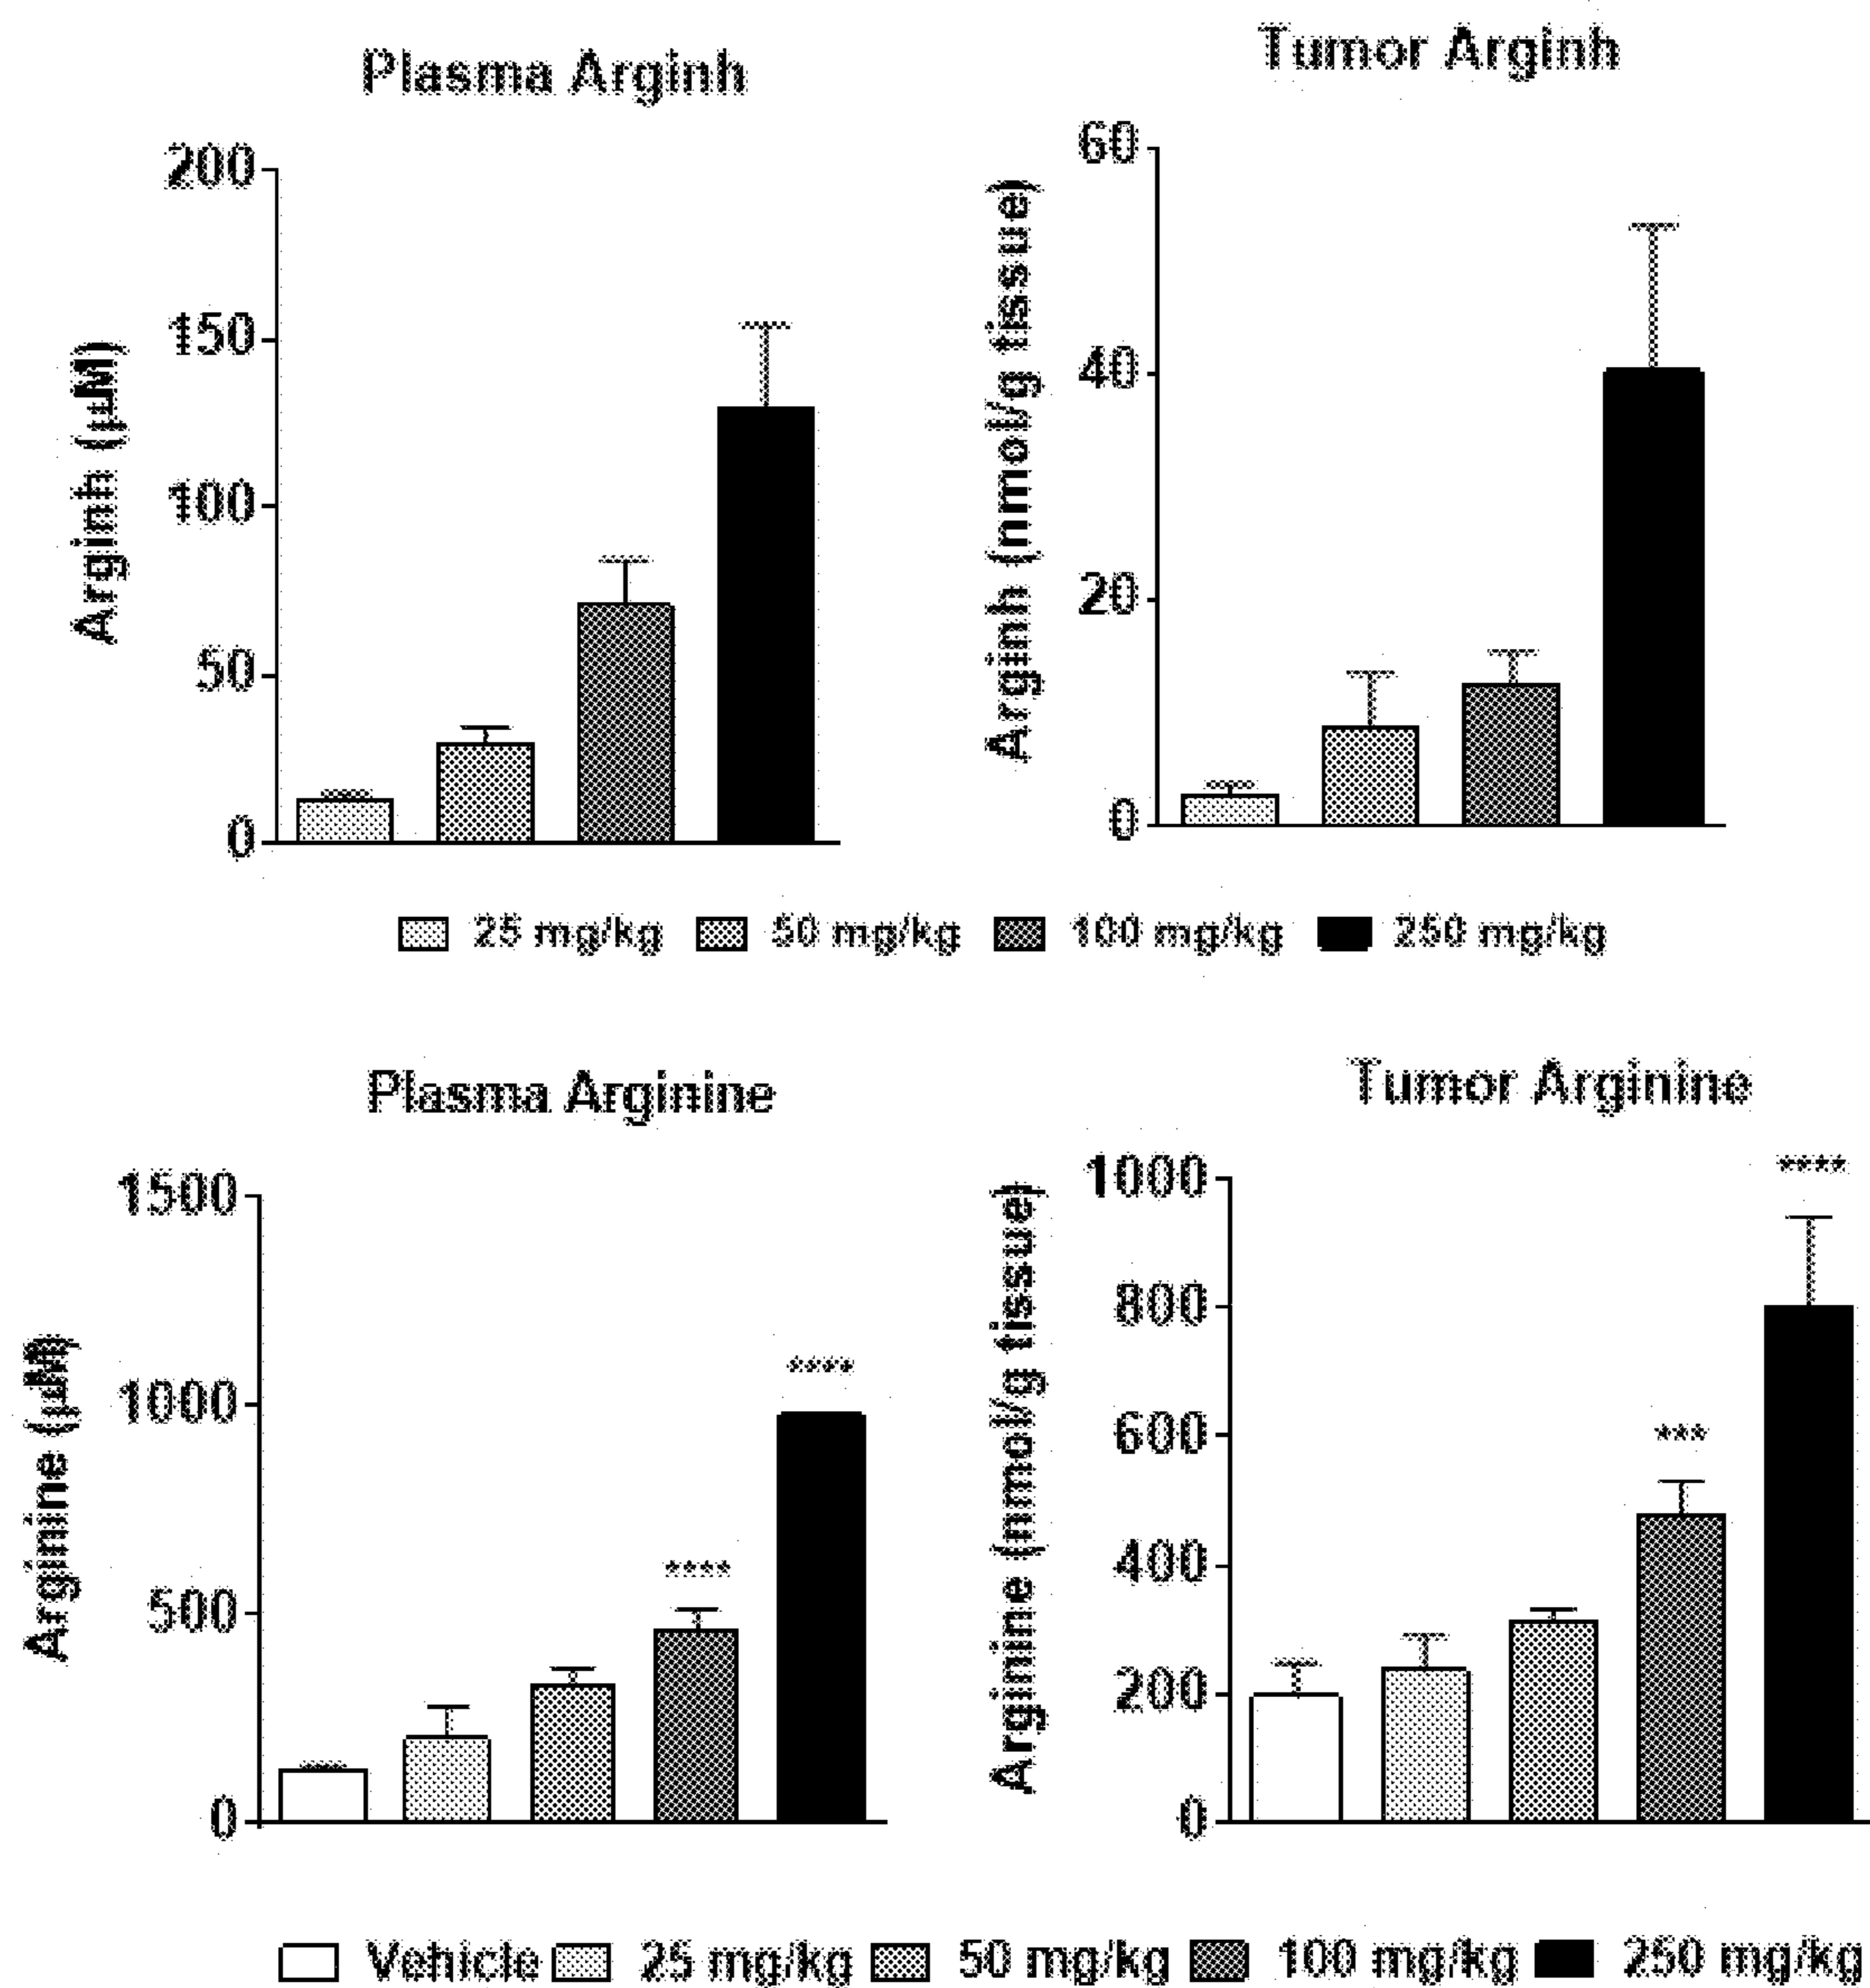 Plasma Arginh
Arginh (µM)
200
150
100
50
0
Tumor Arginh
Arginh (nmol/g tissue)
60
40
20
0
25 mg/kg 50 mg/kg 100 mg/kg 250 mg/kg
Plasma Arginine
Arginine (µM)
1500
1000
500
0
****
****
Tumor Arginine
Arginine (nmol/g tissue)
1000
800
600
400
200
0
***
****
Vehicle 25 mg/kg 50 mg/kg 100 mg/kg 250 mg/kg